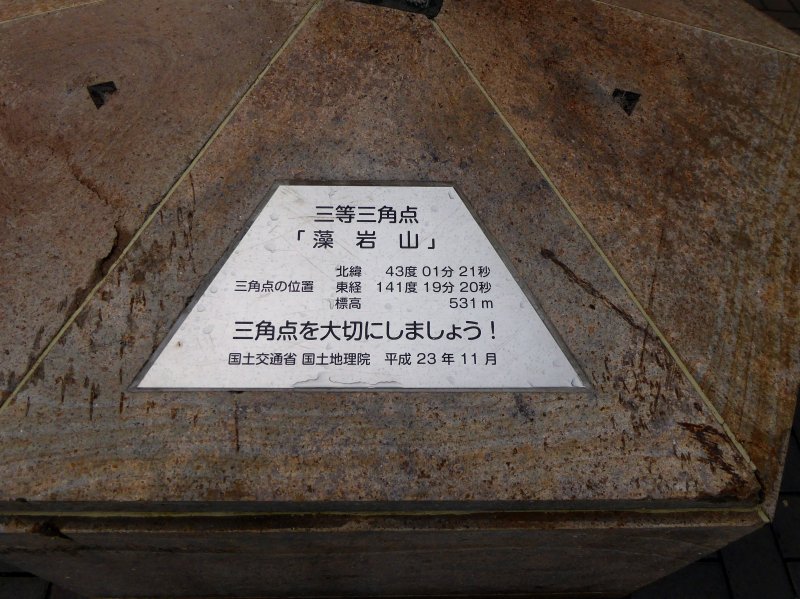 三等三角点
「藻岩山」
北緯 43度 01分 21秒
三角点の位置 東経 141度 19分 20秒
標高 531m
三角点を大切にしましょう!
国土交通省 国土地理院 平成 23 年 11 月